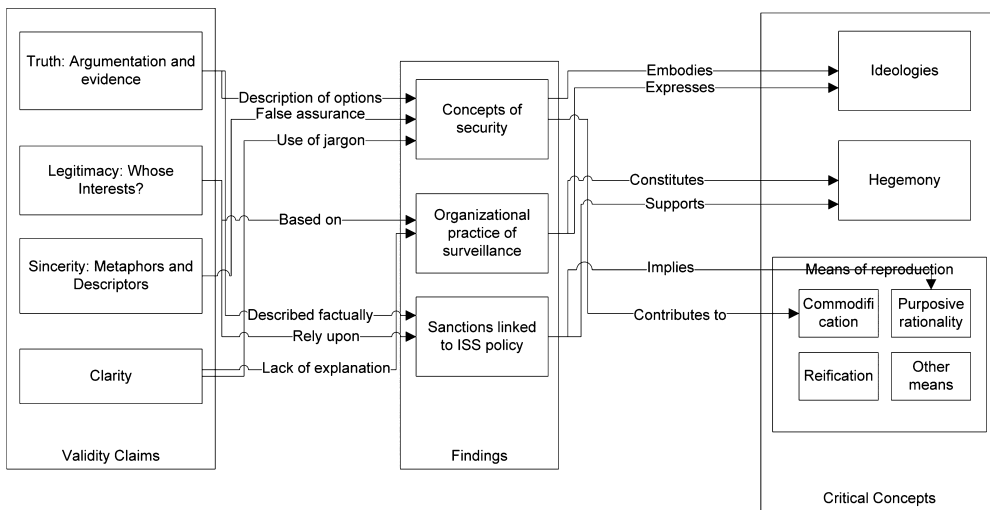 Truth: Argumentation and
evidence
Legitimacy: Whose
Interests?
Sincerity: Metaphors and
Descriptors
Clarity
Validity Claims
Description of options
False assurance
Use of jargon
Based on
Described factually
Rely upon
Lack of explanation
Concepts of
security
Organizational
practice of
surveillance
Sanctions linked
to ISS policy
Findings
Embodies
Expresses
Constitutes
Supports
Implies
Contributes to
Ideologies
Hegemony
Means of reproduction
Commodifi
cation
Purposive
rationality
Reification
Other
means
Critical Concepts